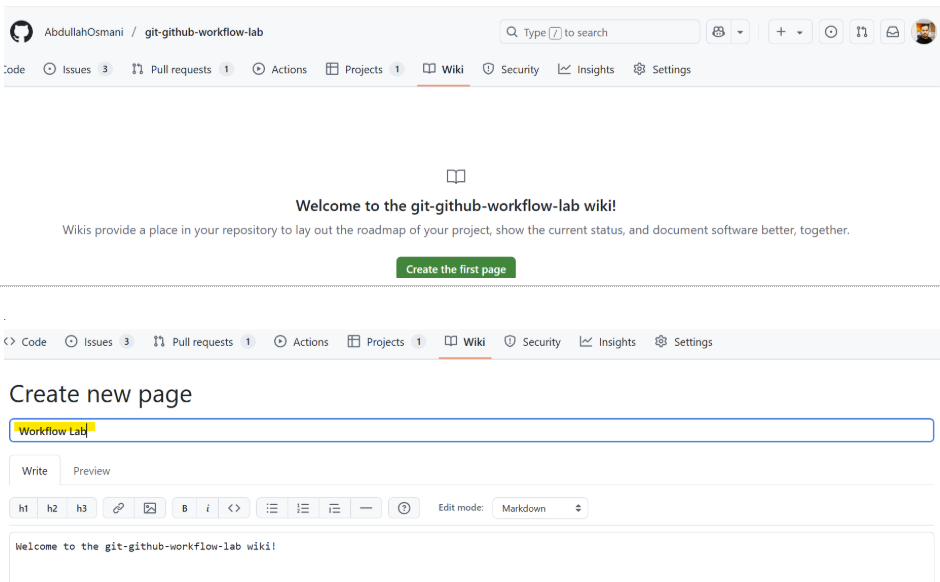 AbdullahOsmani / git-github-workflow-lab Type / to search
Code Issues 3 Pull requests 1 Actions Projects 1 Wiki Security Insights Settings
Welcome to the git-github-workflow-lab wiki!
Wikis provide a place in your repository to lay out the roadmap of your project, show the current status, and document software better, together.
Create the first page
.
<> Code Issues 3 Pull requests 1 Actions Projects 1 Wiki Security Insights Settings
Create new page
Workflow Lab
Write Preview
h1 h2 h3 B i <> Edit mode: Markdown
Welcome to the git-github-workflow-lab wiki!